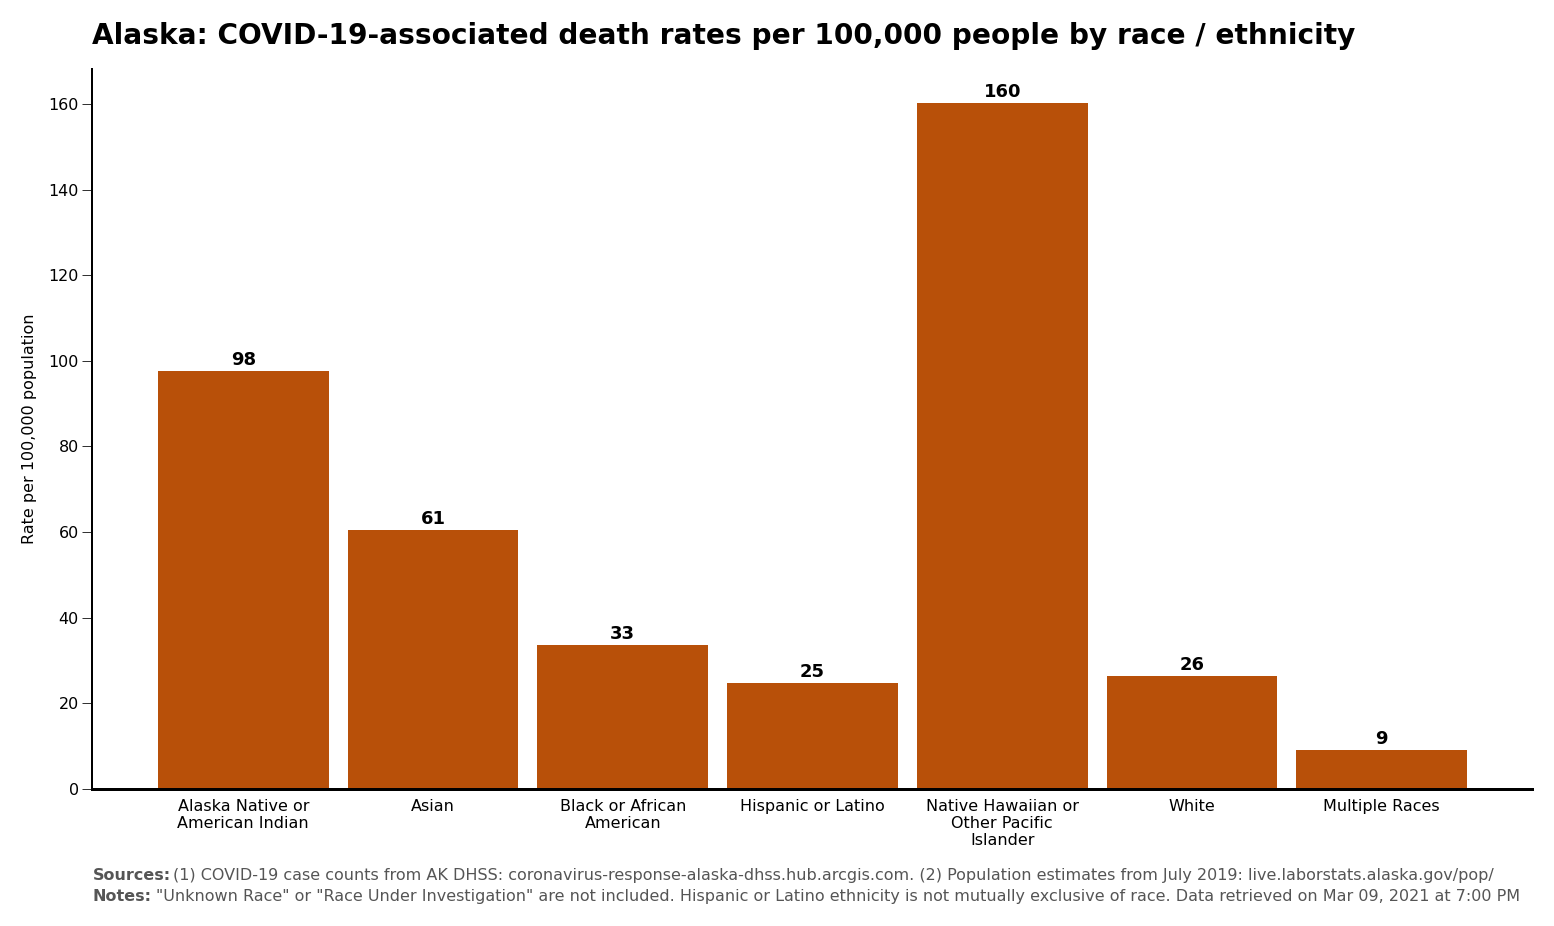 Alaska: COVID-19-associated death rates per 100,000 people by race / ethnicity
Rate per 100,000 population
160
140
120
100
80
60
40
20
0
98
61
33
25
160
26
9
Alaska Native or
American Indian
Asian
Black or African
American
Hispanic or Latino
Native Hawaiian or
Other Pacific
Islander
White
Multiple Races
Sources: (1) COVID-19 case counts from AK DHSS: coronavirus-response-alaska-dhss.hub.arcgis.com. (2) Population estimates from July 2019: live.laborstats.alaska.gov/pop/
Notes: "Unknown Race" or "Race Under Investigation" are not included. Hispanic or Latino ethnicity is not mutually exclusive of race. Data retrieved on Mar 09, 2021 at 7:00 PM